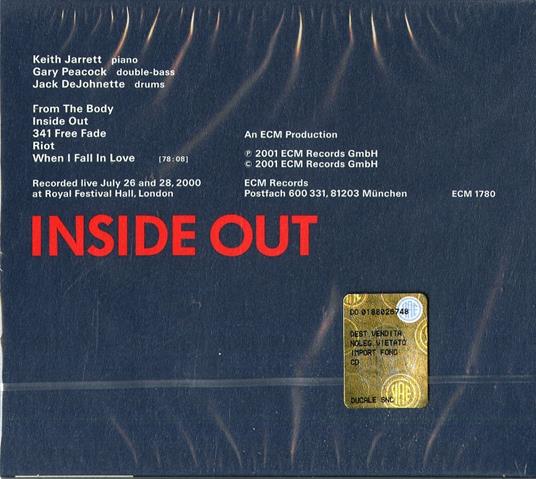 Keith Jarrett piano
Gary Peacock double-bass
Jack DeJohnette drums
From The Body
Inside Out
341 Free Fade
Riot
When I Fall In Love [78:08]
Recorded live July 26 and 28, 2000
at Royal Festival Hall, London
An ECM Production
℗ 2001 ECM Records GmbH
© 2001 ECM Records GmbH
ECM Records
Postfach 600 331, 81203 München
ECM 1780
INSIDE OUT
DO 0188026748
DEST VENDITA
NOLEG.VIETATO
IMPORT FONO
CD
DUCALE SNC